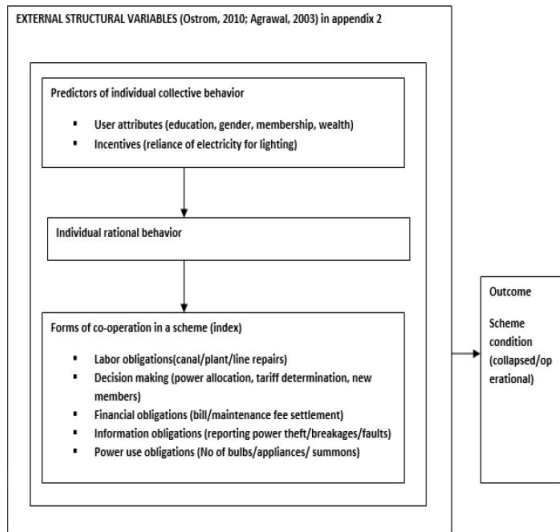 EXTERNAL STRUCTURAL VARIABLES (Ostrom, 2010; Agrawal, 2003) in appendix 2
Predictors of individual collective behavior
▪ User attributes (education, gender, membership, wealth)
▪ Incentives (reliance of electricity for lighting)
Individual rational behavior
Forms of co-operation in a scheme (index)
▪ Labor obligations(canal/plant/line repairs)
▪ Decision making (power allocation, tariff determination, new
members)
▪ Financial obligations (bill/maintenance fee settlement)
▪ Information obligations (reporting power theft/breakages/faults)
▪ Power use obligations (No of bulbs/appliances/ summons)
Outcome
Scheme
condition
(collapsed/op
erational)